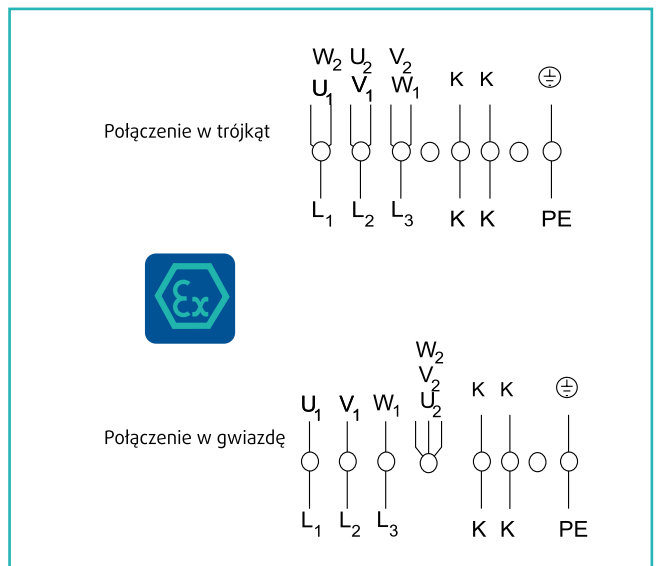 W₂ U₂ V₂
U₁ V₁ W₁ K K
Połączenie w trójkąt
L₁ L₂ L₃ K K PE
Ex
W₂
V₂
U₁ V₁ W₁ U₂ K K
Połączenie w gwiazdę
L₁ L₂ L₃ K K PE